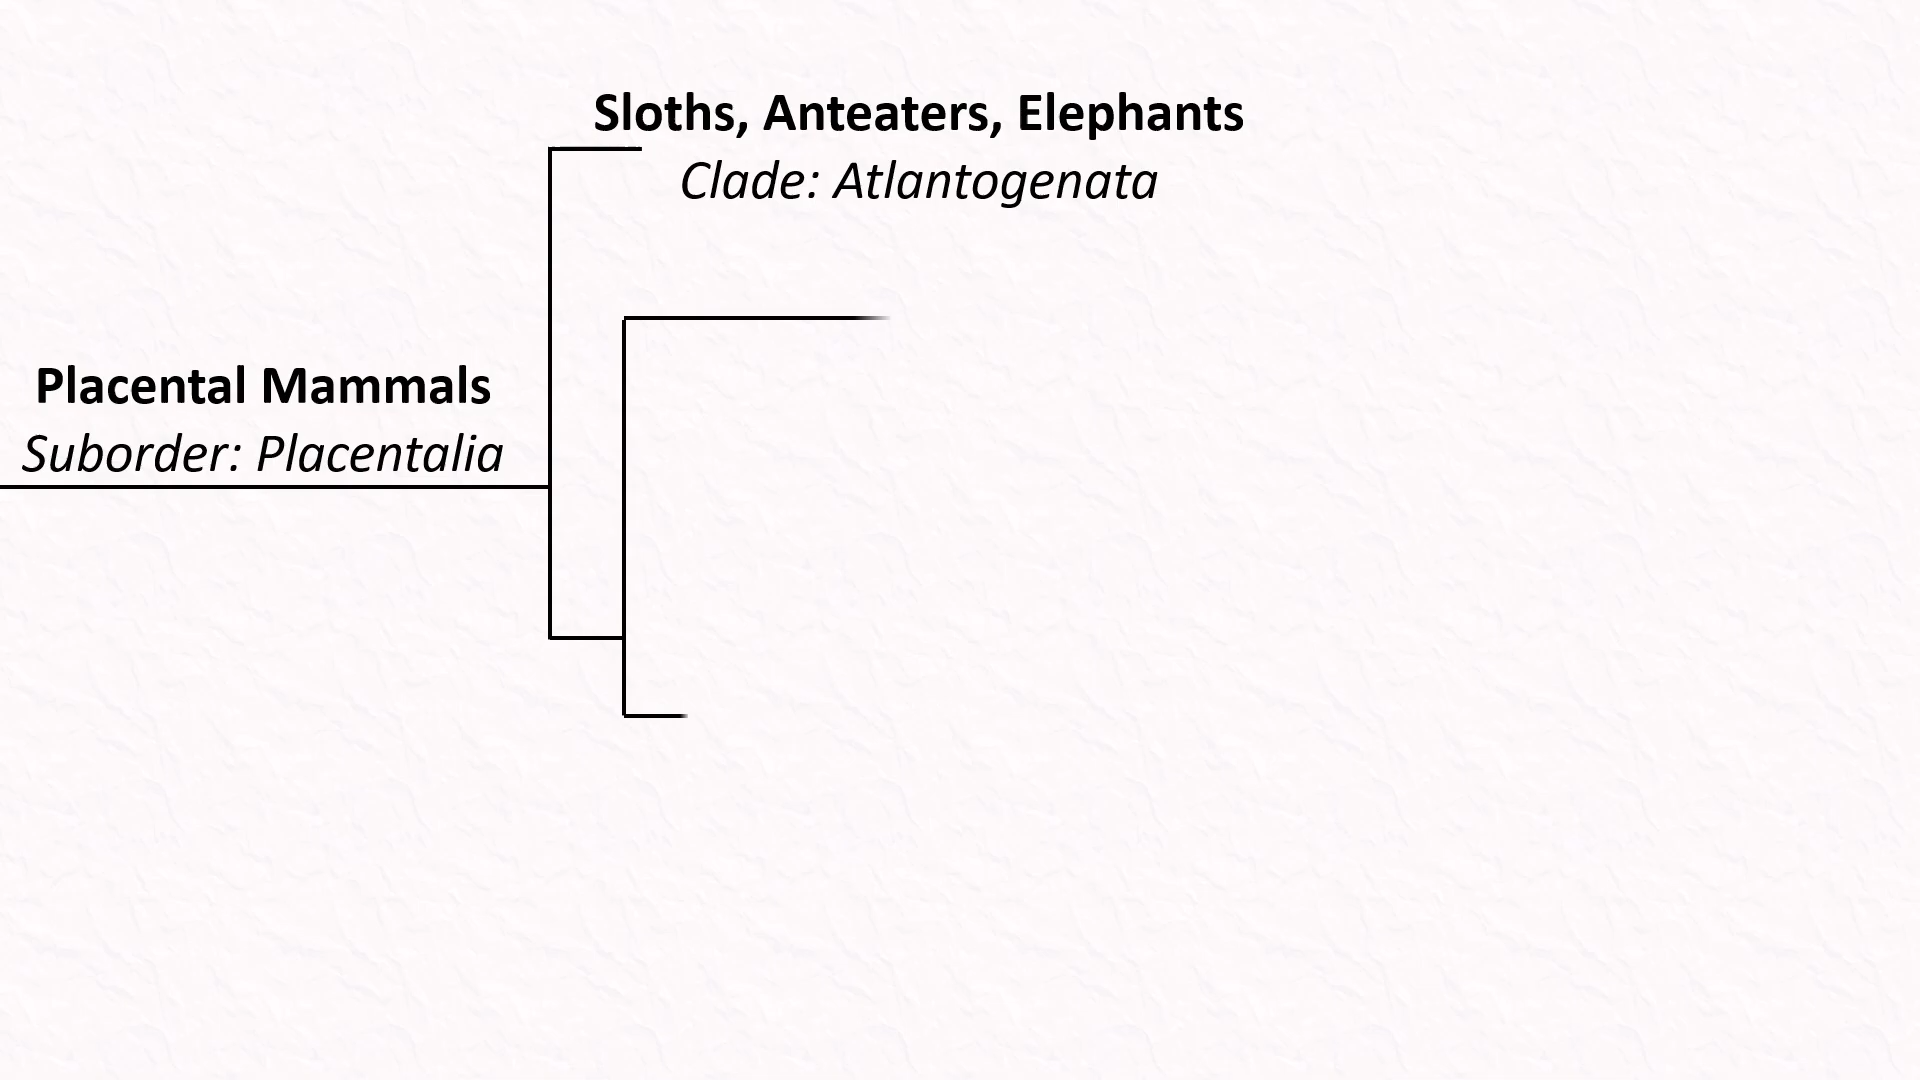 Sloths, Anteaters, Elephants
Clade: Atlantogenata
Placental Mammals
Suborder: Placentalia